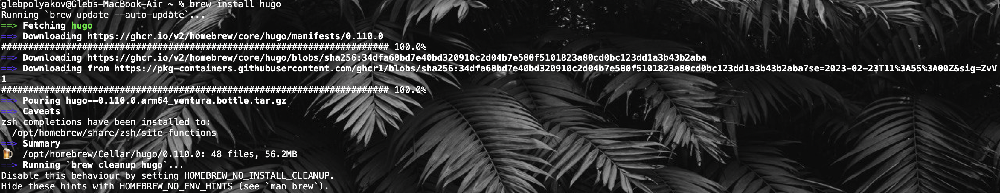 glebpolyakov@Glebs-MacBook-Air ~ % brew install hugo
Running `brew update --auto-update`...
==> Fetching hugo
==> Downloading https://ghcr.io/v2/homebrew/core/hugo/manifests/0.110.0
######################################################################## 100.0%
==> Downloading https://ghcr.io/v2/homebrew/core/hugo/blobs/sha256:34dfa68bd7e40bd320910c2d04b7e580f5101823a80cd0bc123dd1a3b43b2aba
==> Downloading from https://pkg-containers.githubusercontent.com/ghcr1/blobs/sha256:34dfa68bd7e40bd320910c2d04b7e580f5101823a80cd0bc123dd1a3b43b2aba?se=2023-02-23T11%3A55%3A00Z&sig=ZvV
1
######################################################################## 100.0%
==> Pouring hugo--0.110.0.arm64_ventura.bottle.tar.gz
==> Caveats
zsh completions have been installed to:
  /opt/homebrew/share/zsh/site-functions
==> Summary
🍺  /opt/homebrew/Cellar/hugo/0.110.0: 48 files, 56.2MB
==> Running `brew cleanup hugo`...
Disable this behaviour by setting HOMEBREW_NO_INSTALL_CLEANUP.
Hide these hints with HOMEBREW_NO_ENV_HINTS (see `man brew`).